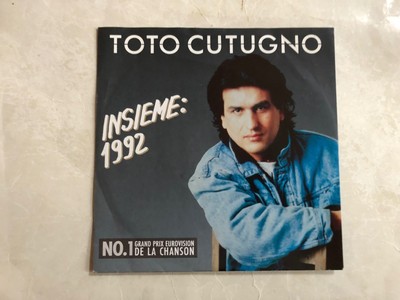 TOTO CUTUGNO
INSIEME:
1992
NO.1 GRAND PRIX EUROVISION
DE LA CHANSON